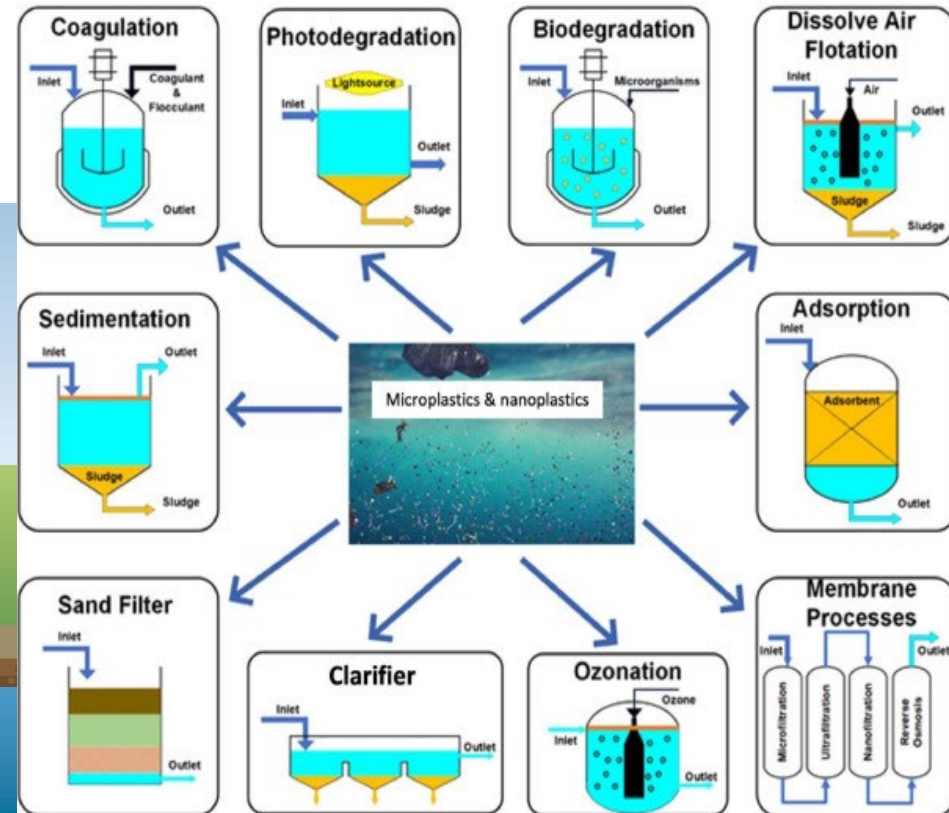 Coagulation
Inlet
Coagulant
&
Flocculant
Outlet
Photodegradation
Lightsource
Inlet
Outlet
Sludge
Biodegradation
Inlet
Microorganisms
Outlet
Dissolve Air
Flotation
Inlet
Air
Outlet
Sludge
Sludge
Sedimentation
Inlet
Outlet
Sludge
Sludge
Microplastics & nanoplastics
Adsorption
Inlet
Adsorbent
Outlet
Sand Filter
Inlet
Outlet
Clarifier
Inlet
Outlet
Ozonation
Ozone
Inlet
Outlet
Membrane
Processes
Inlet
Outlet
Microfiltration
Ultrafiltration
Nanofiltration
Reverse
Osmosis